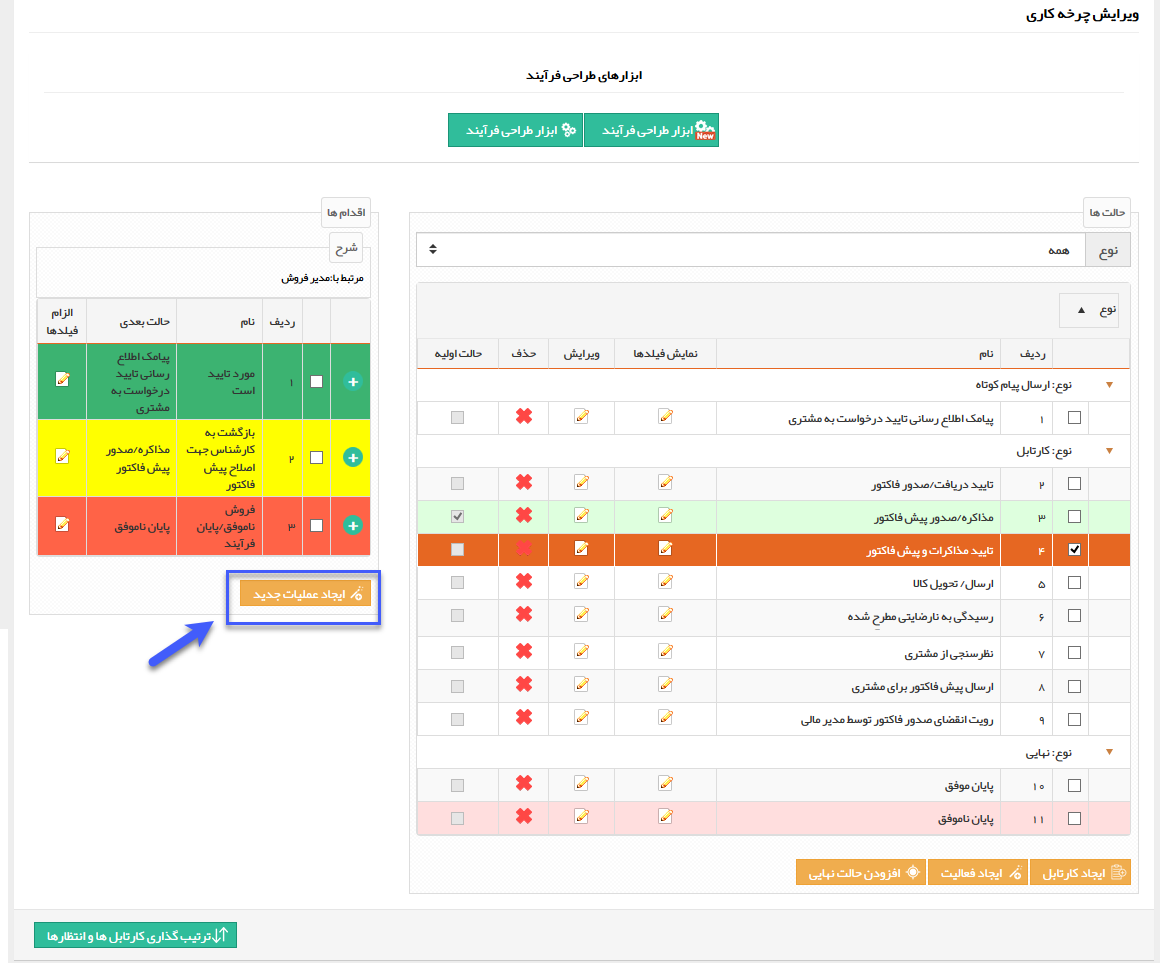 ویرایش چرخه کاری
ابزارهای طراحی فرآیند
ابزار طراحی فرآیند New
ابزار طراحی فرآیند
حالت ها
نوع همه
نوع ▲
ردیف نام نمایش فیلدها ویرایش حذف حالت اولیه
نوع: ارسال پیام کوتاه
۱ پیامک اطلاع رسانی تایید درخواست به مشتری
نوع: کارتابل
۲ تایید دریافت/صدور فاکتور
۳ مذاکره/صدور پیش فاکتور
۴ تایید مذاکرات و پیش فاکتور
۵ ارسال/ تحویل کالا
۶ رسیدگی به نارضایتی مطرح شده
۷ نظرسنجی از مشتری
۸ ارسال پیش فاکتور برای مشتری
۹ رویت انقضای صدور فاکتور توسط مدیر مالی
نوع: نهایی
۱۰ پایان موفق
۱۱ پایان ناموفق
ایجاد کارتابل
ایجاد فعالیت
افزودن حالت نهایی
اقدام ها
شرح
مرتبط با:مدیر فروش
ردیف نام حالت بعدی الزام
فیلدها
۱
مورد تایید
است
پیامک اطلاع
رسانی تایید
درخواست به
مشتری
۲
بازگشت به
کارشناس جهت
اصلاح پیش
فاکتور
مذاکره/صدور
پیش فاکتور
۳
فروش
ناموفق/پایان
فرآیند
پایان ناموفق
ایجاد عملیات جدید
ترتیب گذاری کارتابل ها و انتظارها